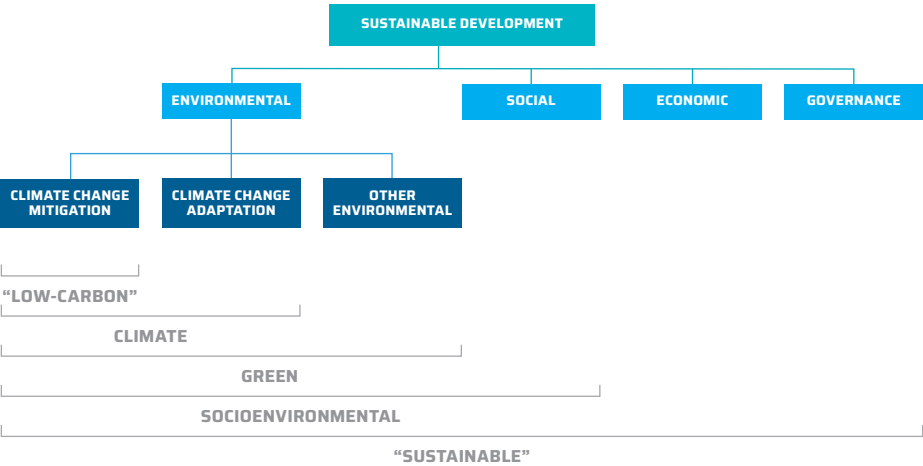 SUSTAINABLE DEVELOPMENT
ENVIRONMENTAL
SOCIAL
ECONOMIC
GOVERNANCE
CLIMATE CHANGE
MITIGATION
CLIMATE CHANGE
ADAPTATION
OTHER
ENVIRONMENTAL
“LOW-CARBON”
CLIMATE
GREEN
SOCIOENVIRONMENTAL
“SUSTAINABLE”